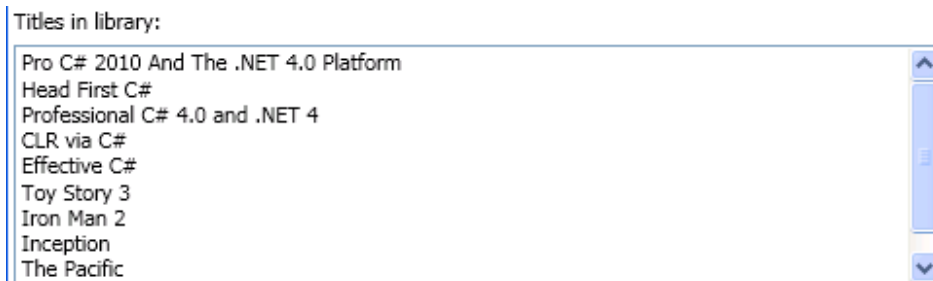 Titles in library:
Pro C# 2010 And The .NET 4.0 Platform
Head First C#
Professional C# 4.0 and .NET 4
CLR via C#
Effective C#
Toy Story 3
Iron Man 2
Inception
The Pacific